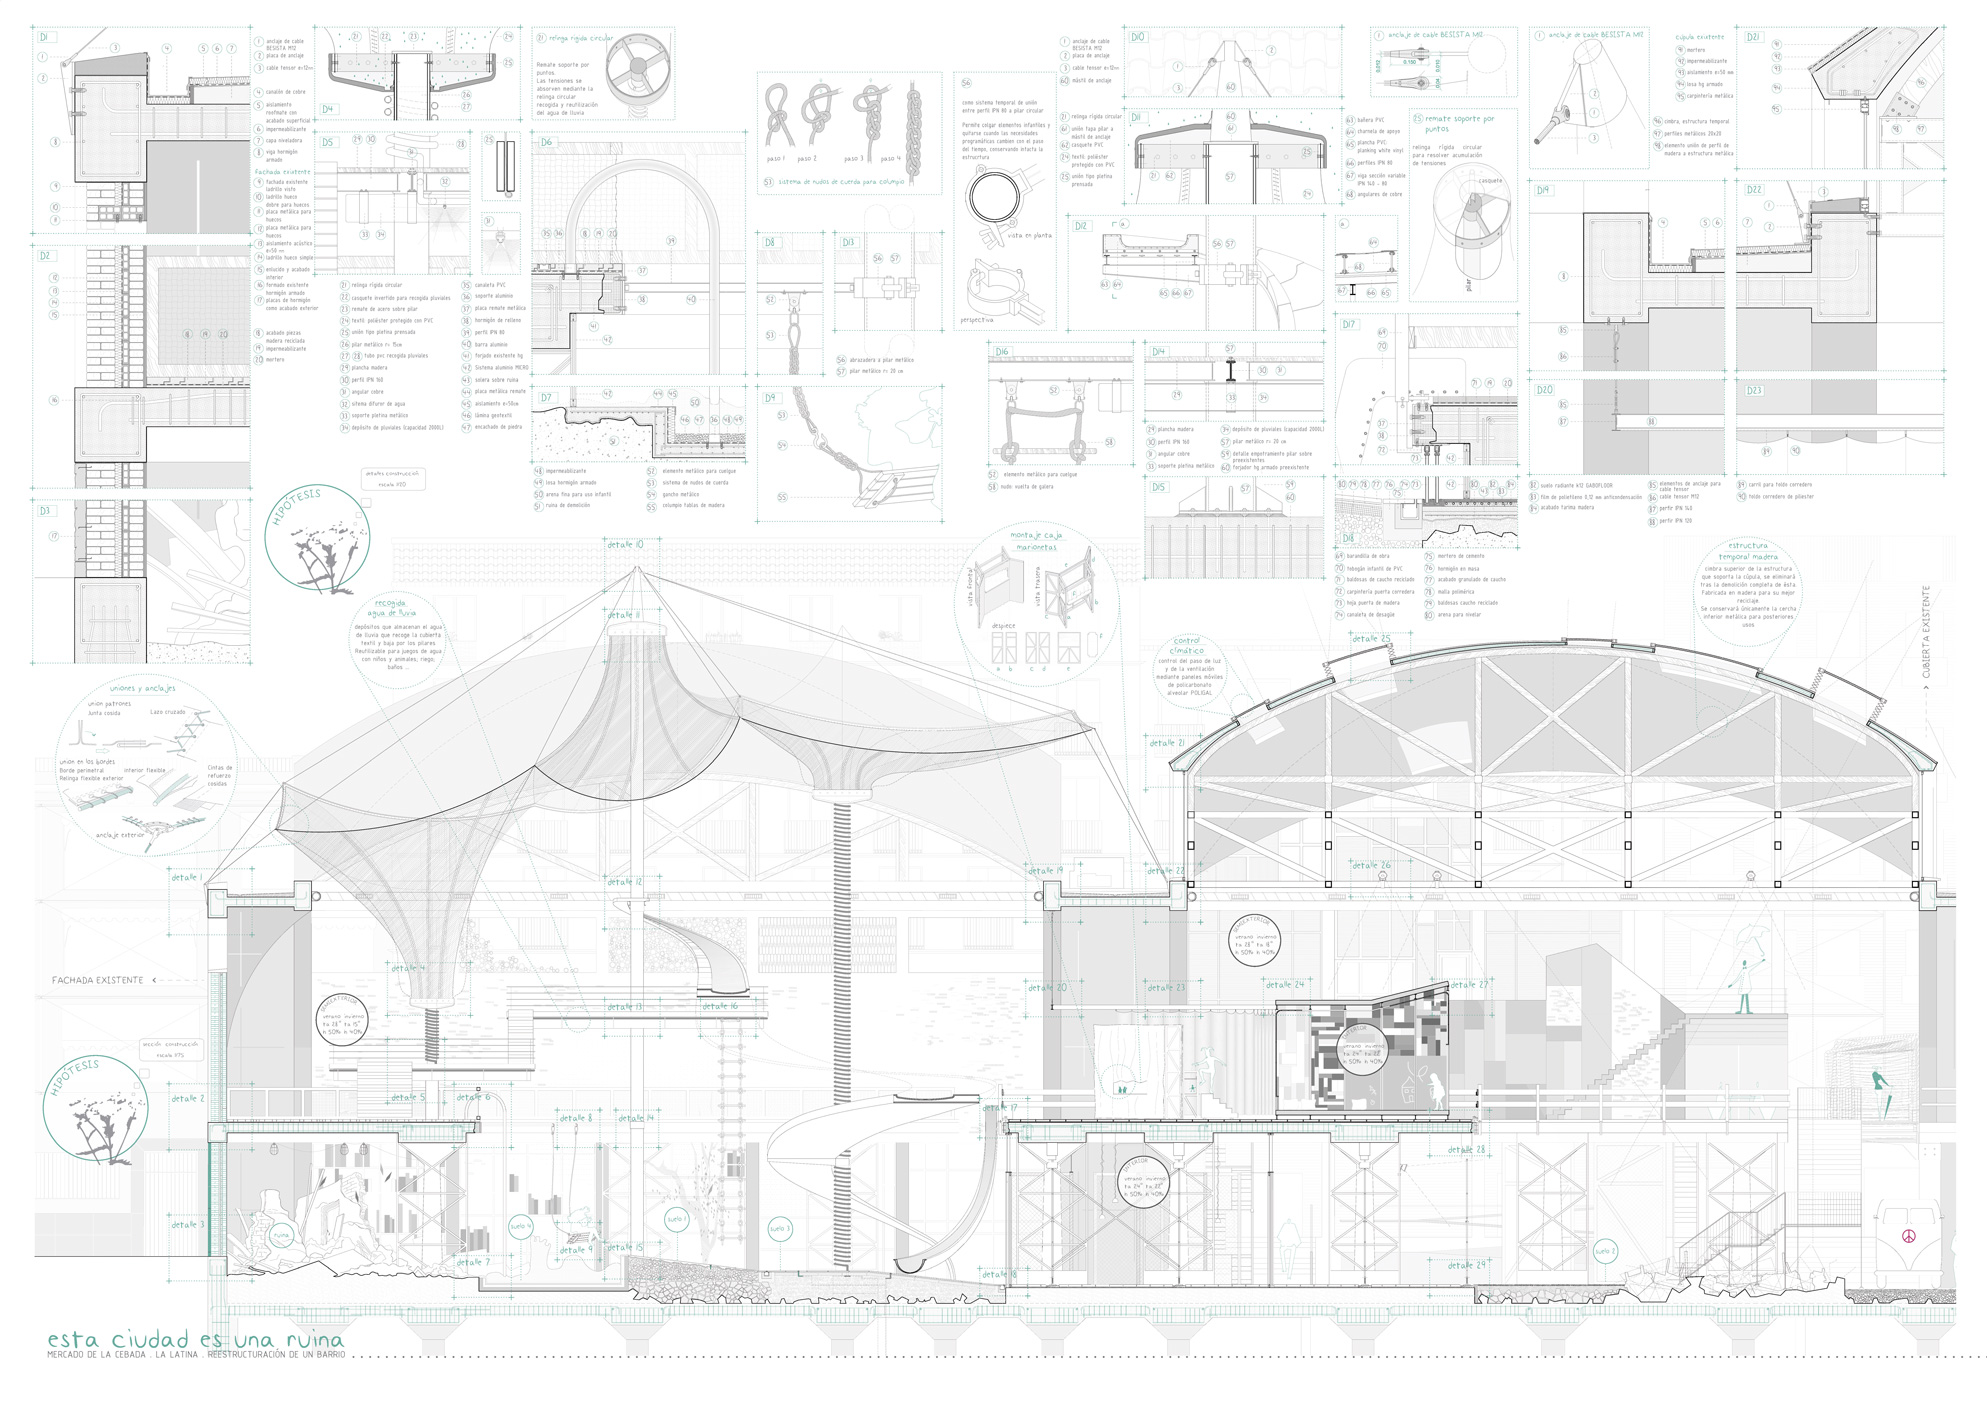 D1
1 anclaje de cable BESISTA M12
2 placa de anclaje
3 cable tensor ø=12mm
4 canalón de cobre
5 aislamiento roofmate con acabado superficial
6 impermeabilizante
7 capa niveladora
8 viga hormigón armado
Fachada existente
9 fachada existente ladrillo visto
10 ladrillo hueco doble para huecos
11 placa metálica para huecos
12 placa metálica para huecos
13 aislamiento acústico e=50 mm
14 ladrillo hueco simple
15 enlucido y acabado interior
16 forjado existente hormigón armado
17 placas de hormigón como acabado exterior
18 acabado piezas madera reciclada
19 impermeabilizante
20 mortero
D2
D3
D4
D5
21 relinga rígida circular
22 casquete invertido para recogida pluviales
23 remate de acero sobre pilar
24 textil poliéster protegido con PVC
25 unión tipo pletina prensada
26 pilar metálico r= 15cm
27 28 tubo pvc recogida pluviales
29 plancha madera
30 perfil IPN 160
31 angular cobre
32 sitema difusor de agua
33 soporte pletina metálico
34 depósito de pluviales (capacidad 2000L)
35 canaleta PVC
36 soporte aluminio
37 placa remate metálica
38 hormigón de relleno
39 perfil IPN 80
40 barra aluminio
41 forjado existente hg
42 Sistema aluminio MICRO
43 solera sobre ruina
44 placa metálica remate
45 aislamiento e=50cm
46 lámina geotextil
47 encachado de piedra
21 relinga rígida circular
Remate soporte por puntos.
Las tensiones se absorven mediante la relinga circular
recogida y reutilización del agua de lluvia
D6
D7
48 impermeabilizante
49 losa hormigón armado
50 arena fina para uso infantil
51 ruina de demolición
52 elemento metálico para cuelgue
53 sistema de nudos de cuerda
54 gancho metálico
55 columpio tablas de madera
paso 1
paso 2
paso 3
paso 4
53 sistema de nudos de cuerda para columpio
D8
D13
56 abrazadera a pilar metálico
57 pilar metálico r= 20 cm
D9
56
como sistema temporal de unión entre perfil IPN 80 a pilar circular
Permite colgar elementos infantiles y quitarse cuando las necesidades programáticas cambien con el paso del tiempo, conservando intacta la estructura
vista en planta
perspectiva
1 anclaje de cable BESISTA M12
2 placa de anclaje
3 cable tensor ø=12mm
60 mástil de anclaje
21 relinga rígida circular
61 unión tapa pilar a mástil de anclaje
62 casquete PVC
24 textil poliéster protegido con PVC
25 unión tipo pletina prensada
D10
D11
D12
63 bañera PVC
64 charnela de apoyo
65 plancha PVC planking white vinyl
66 perfiles IPN 80
67 viga sección variable IPN 140 - 80
68 angulares de cobre
1 anclaje de cable BESISTA M12
0,012
0.150
0.010
1 anclaje de cable BESISTA M12
25 remate soporte por puntos
relinga rígida circular para resolver acumulación de tensiones
casquete
pilar
D16
52 elemento metálico para cuelgue
58 nudo vuelta de galera
D14
29 plancha madera
30 perfil IPN 160
31 angular cobre
33 soporte pletina metálico
34 depósito de pluviales (capacidad 2000L)
57 pilar metálico r= 20 cm
59 detalle empotramiento pilar sobre preexistentes
60 forjador hg armado preexistente
D15
D17
D18
69 barandilla de obra
70 tobogán infantil de PVC
71 baldosas de caucho reciclado
72 carpintería puerta corredera
73 hoja puerta de madera
74 canaleta de desagüe
75 mortero de cemento
76 hormigón en masa
77 acabado granulado de caucho
78 malla polimérica
79 baldosas caucho reciclado
80 arena para nivelar
cúpula existente
91 mortero
92 impermeabilizante
93 aislamiento e=50 mm
94 losa hg armado
95 carpintería metálica
96 cimbra, estructura temporal
97 perfiles metálicos 20x20
98 elementos unión de perfil de madera a estructura metálica
D21
D19
D22
D20
D23
82 suelo radiante k12 GABOFLOOR
83 film de polietileno 0,12 mm anticondensación
84 acabado tarima madera
85 elementos de anclaje para cable tensor
86 cable tensor M12
87 perfir IPN 140
88 perfir IPN 120
89 carril para toldo corredero
90 toldo corredero de póliester
detalles construcción
escala 1/20
HIPÓTESIS
recogida agua de lluvia
depósitos que almacenan el agua de lluvia que recoge la cubierta textil y baja por los pilares
Reutilizable para juegos de agua con niños y animales, riego, baños ...
uniones y anclajes
union patrones
Junta cosida
Lazo cruzado
union en los bordes
Borde perimetral
Relinga flexible exterior
interior flexible
Cintas de refuerzo cosidas
anclaje exterior
montaje caja marionetas
vista frontal
vista trasera
despiece
a b c d e f
control climático
control del paso de luz y de la ventilación mediante paneles móviles de policarbonato alveolar POLIGAL
estructura temporal madera
cimbra superior de la estructura que soporta la cúpula, se eliminará tras la demolición completa de ésta
Fabricada en madera para su mejor reciclaje.
Se conservará únicamente la cercha inferior metálica para posteriores usos
CUBIERTA EXISTENTE
detalle 10
detalle 11
detalle 25
detalle 21
detalle 1
detalle 12
detalle 19
detalle 22
detalle 26
FACHADA EXISTENTE
detalle 4
detalle 13
detalle 16
detalle 20
detalle 23
detalle 24
detalle 27
SEMIEXTERIOR
verano invierno
ta 28° ta 15°
h 50% h 40%
SEMIEXTERIOR
verano invierno
ta 28° ta 18°
h 50% h 40%
INTERIOR
verano invierno
ta 24° ta 22°
h 50% h 40%
sección construcción
escala 1/75
HIPÓTESIS
detalle 2
detalle 5
detalle 6
detalle 8
detalle 14
detalle 17
detalle 28
INTERIOR
verano invierno
ta 24° ta 22°
h 50% h 40%
detalle 3
ruina
suelo 4
suelo 1
suelo 3
suelo 2
detalle 7
detalle 9
detalle 15
detalle 18
detalle 29
esta ciudad es una ruina
MERCADO DE LA CEBADA . LA LATINA . REESTRUCTURACIÓN DE UN BARRIO